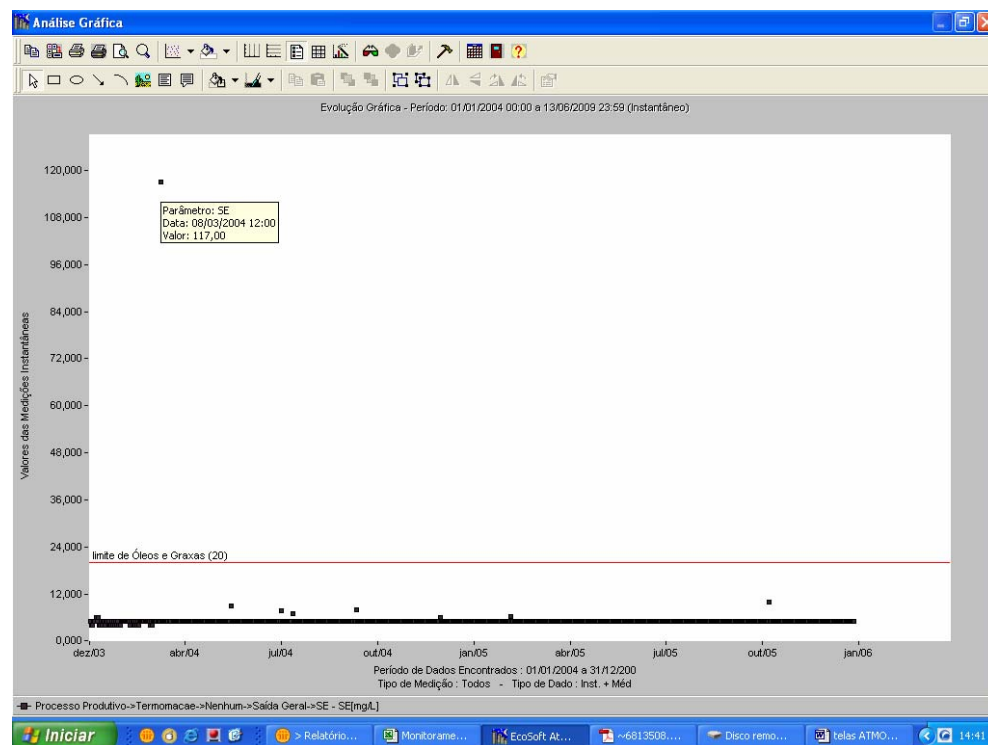 Análise Gráfica
Evolução Gráfica - Período: 01/01/2004 00:00 a 13/06/2009 23:59 (Instantâneo)
120,000
Parâmetro: SE
Data: 08/03/2004 12:00
Valor: 117,00
108,000
96,000
84,000
72,000
60,000
48,000
36,000
24,000
limite de Óleos e Graxas (20)
12,000
0,000
Valores das Medições Instantâneas
dez/03 abr/04 jul/04 out/04 jan/05 abr/05 jul/05 out/05 jan/06
Período de Dados Encontrados : 01/01/2004 a 31/12/200
Tipo de Medição : Todos - Tipo de Dado : Inst. + Méd
Processo Produtivo->Termomacae->Nenhum->Saída Geral->SE - SE[mg/L]
Iniciar > Relatório... Monitorame... EcoSoft At... ~6813508.... Disco remo... telas ATMO... 14:41